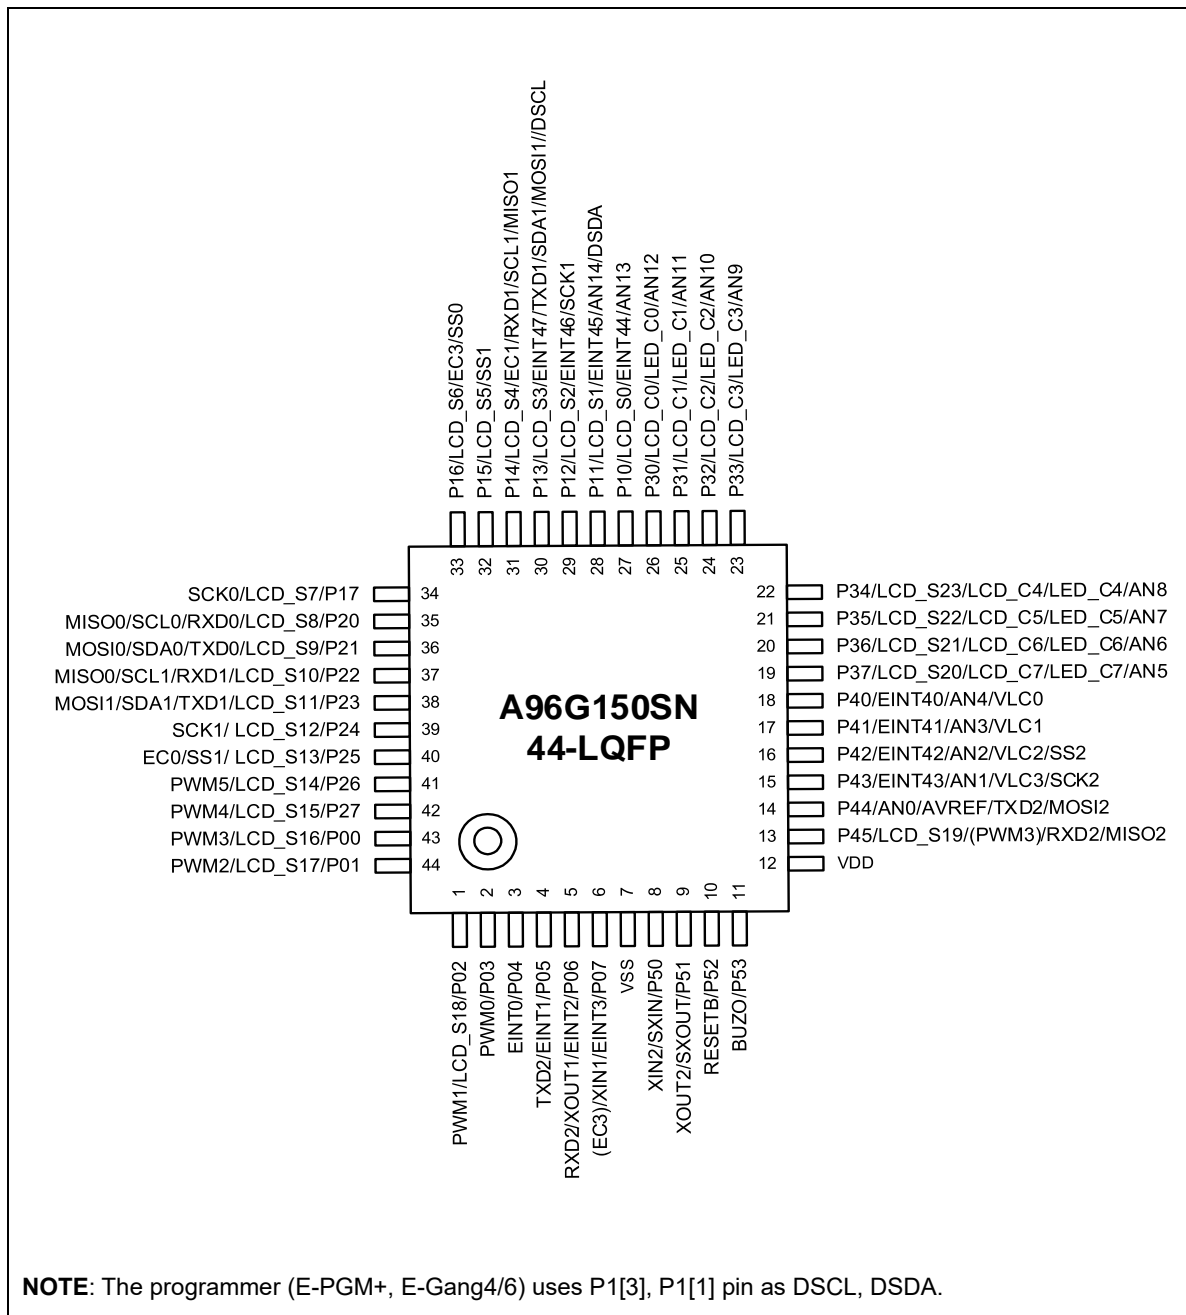 P16/LCD_S6/EC3/SS0
P15/LCD_S5/SS1
P14/LCD_S4/EC1/RXD1/SCL1/MISO1
P13/LCD_S3/EINT47/TXD1/SDA1/MOSI1//DSCL
P12/LCD_S2/EINT46/SCK1
P11/LCD_S1/EINT45/AN14/DSDA
P10/LCD_S0/EINT44/AN13
P30/LCD_C0/LED_C0/AN12
P31/LCD_C1/LED_C1/AN11
P32/LCD_C2/LED_C2/AN10
P33/LCD_C3/LED_C3/AN9
33
32
31
30
29
28
27
26
25
24
23
SCK0/LCD_S7/P17 34
MISO0/SCL0/RXD0/LCD_S8/P20 35
MOSI0/SDA0/TXD0/LCD_S9/P21 36
MISO0/SCL1/RXD1/LCD_S10/P22 37
MOSI1/SDA1/TXD1/LCD_S11/P23 38
SCK1/ LCD_S12/P24 39
EC0/SS1/ LCD_S13/P25 40
PWM5/LCD_S14/P26 41
PWM4/LCD_S15/P27 42
PWM3/LCD_S16/P00 43
PWM2/LCD_S17/P01 44
A96G150SN
44-LQFP
22 P34/LCD_S23/LCD_C4/LED_C4/AN8
21 P35/LCD_S22/LCD_C5/LED_C5/AN7
20 P36/LCD_S21/LCD_C6/LED_C6/AN6
19 P37/LCD_S20/LCD_C7/LED_C7/AN5
18 P40/EINT40/AN4/VLC0
17 P41/EINT41/AN3/VLC1
16 P42/EINT42/AN2/VLC2/SS2
15 P43/EINT43/AN1/VLC3/SCK2
14 P44/AN0/AVREF/TXD2/MOSI2
13 P45/LCD_S19/(PWM3)/RXD2/MISO2
12 VDD
1
2
3
4
5
6
7
8
9
10
11
PWM1/LCD_S18/P02
PWM0/P03
EINT0/P04
TXD2/EINT1/P05
RXD2/XOUT1/EINT2/P06
(EC3)/XIN1/EINT3/P07
VSS
XIN2/SXIN/P50
XOUT2/SXOUT/P51
RESETB/P52
BUZO/P53
NOTE: The programmer (E-PGM+, E-Gang4/6) uses P1[3], P1[1] pin as DSCL, DSDA.